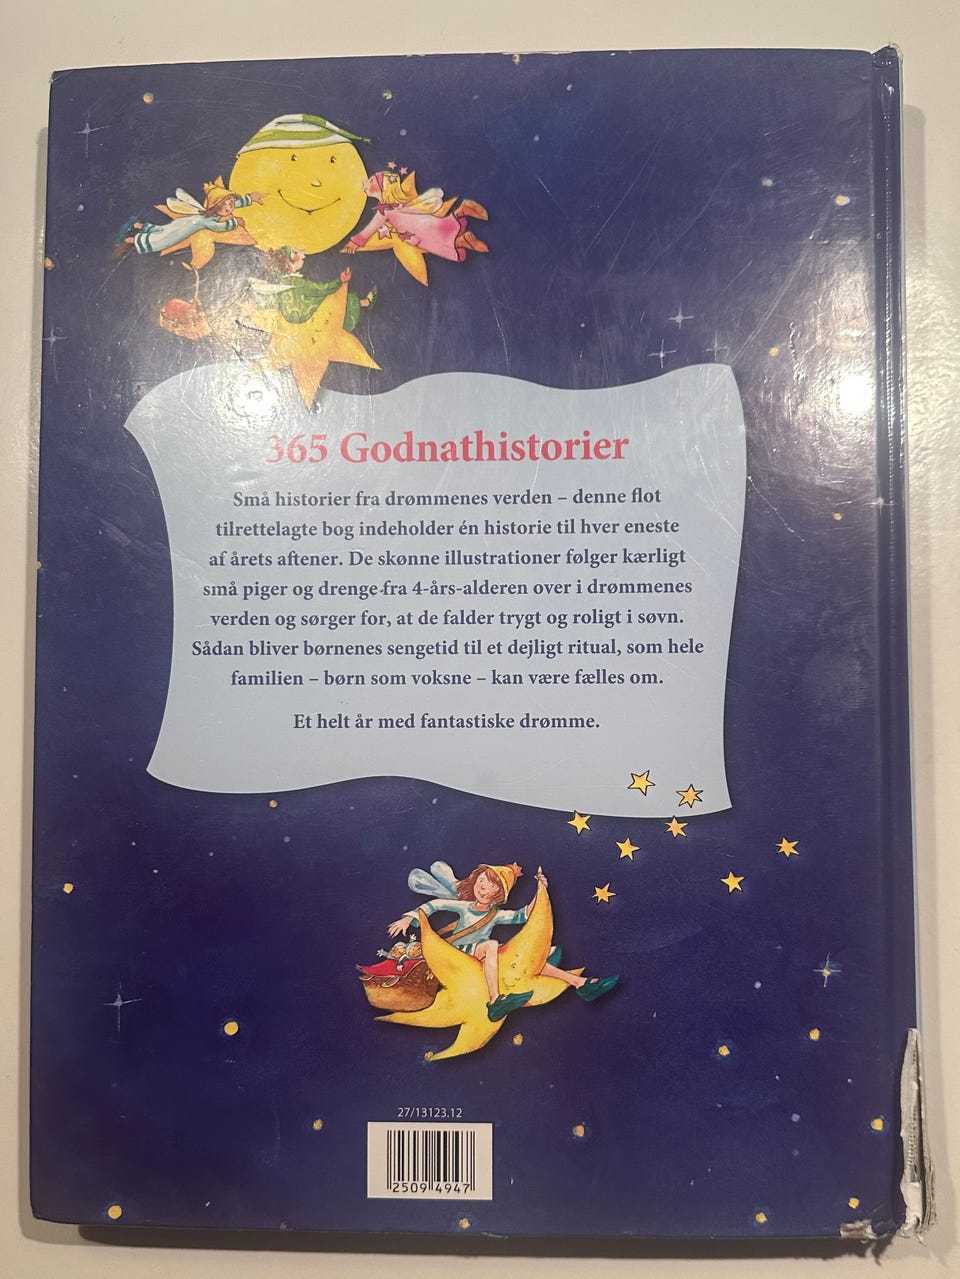 365 Godnathistorier
Små historier fra drømmenes verden – denne flot
tilrettelagte bog indeholder én historie til hver eneste
af årets aftener. De skønne illustrationer følger kærligt
små piger og drenge fra 4-års-alderen over i drømmenes
verden og sørger for, at de falder trygt og roligt i søvn.
Sådan bliver børnenes sengetid til et dejligt ritual, som hele
familien – børn som voksne – kan være fælles om.
Et helt år med fantastiske drømme.
27/13123.12
2509 4947